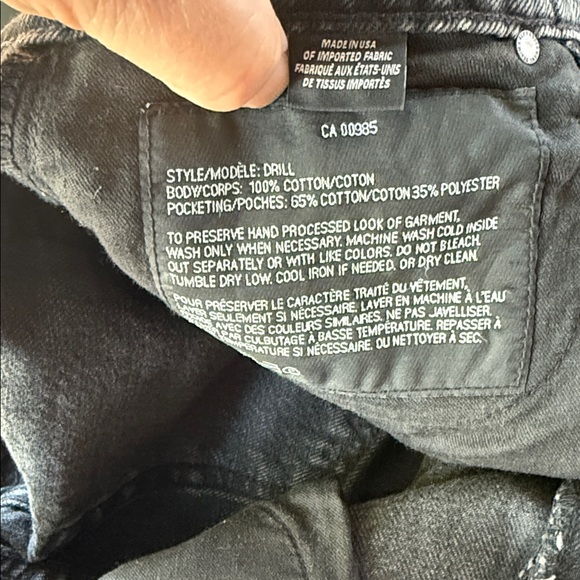 MADE IN USA
OF IMPORTED FABRIC
FABRIQUÉ AUX ÉTATS-UNIS
DE TISSUS IMPORTÉS
CA 00985
STYLE/MODÈLE: DRILL
BODY/CORPS: 100% COTTON/COTON
POCKETING/POCHES: 65% COTTON/COTON 35% POLYESTER
TO PRESERVE HAND PROCESSED LOOK OF GARMENT,
WASH ONLY WHEN NECESSARY. MACHINE WASH COLD INSIDE
OUT SEPARATELY OR WITH LIKE COLORS. DO NOT BLEACH.
TUMBLE DRY LOW. COOL IRON IF NEEDED. OR DRY CLEAN.
POUR PRÉSERVER LE CARACTÈRE TRAITÉ DU VÊTEMENT,
LAVER SEULEMENT SI NÉCESSAIRE. LAVER EN MACHINE À L'EAU
AVEC DES COULEURS SIMILAIRES. NE PAS JAVELLISER.
PAR CULBUTAGE À BASSE TEMPÉRATURE. REPASSER À
TEMPÉRATURE SI NÉCESSAIRE. OU NETTOYER À SEC.